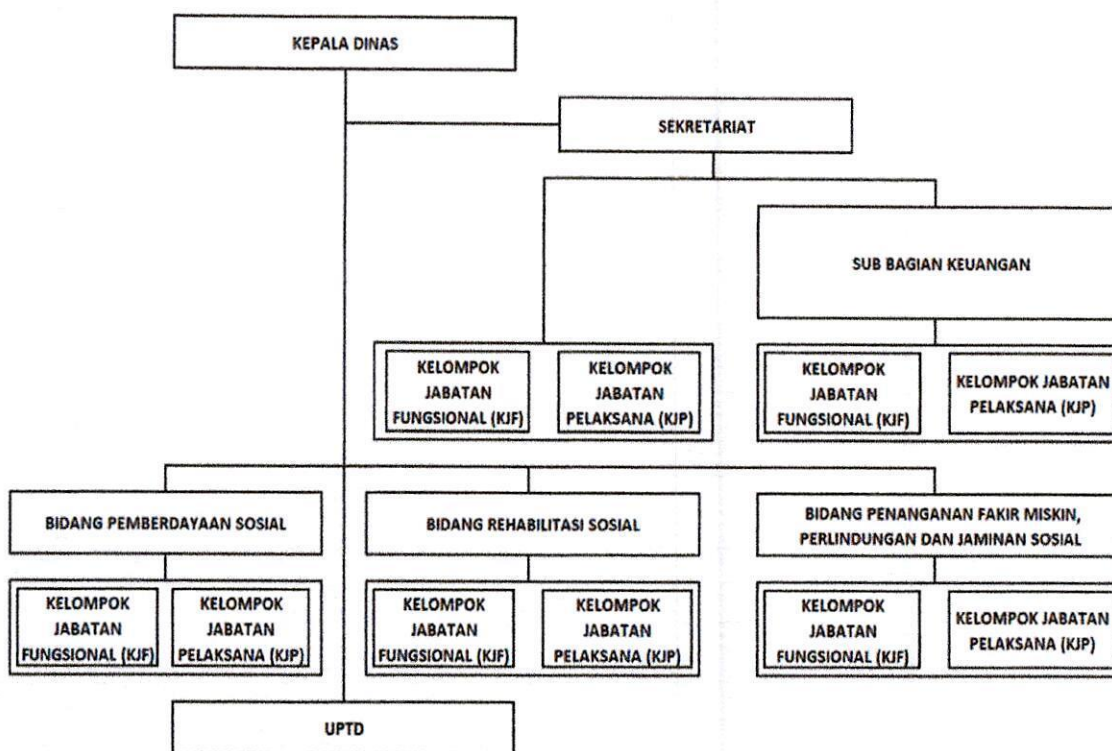 KEPALA DINAS
SEKRETARIAT
SUB BAGIAN KEUANGAN
KELOMPOK
JABATAN
FUNGSIONAL (KJF)
KELOMPOK
JABATAN
PELAKSANA (KJP)
KELOMPOK
JABATAN
FUNGSIONAL (KJF)
KELOMPOK JABATAN
PELAKSANA (KJP)
BIDANG PEMBERDAYAAN SOSIAL
BIDANG REHABILITASI SOSIAL
BIDANG PENANGANAN FAKIR MISKIN,
PERLINDUNGAN DAN JAMINAN SOSIAL
KELOMPOK
JABATAN
FUNGSIONAL (KJF)
KELOMPOK
JABATAN
PELAKSANA (KJP)
KELOMPOK
JABATAN
FUNGSIONAL (KJF)
KELOMPOK
JABATAN
PELAKSANA (KJP)
KELOMPOK
JABATAN
FUNGSIONAL (KJF)
KELOMPOK JABATAN
PELAKSANA (KJP)
UPTD